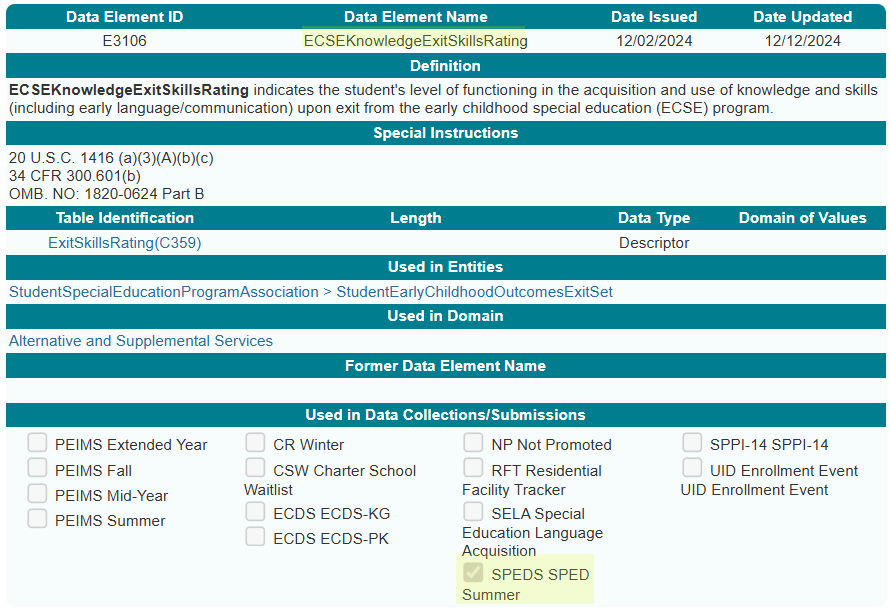 Data Element ID Data Element Name Date Issued Date Updated
E3106 ECSEKnowledgeExitSkillsRating 12/02/2024 12/12/2024
Definition
ECSEKnowledgeExitSkillsRating indicates the student's level of functioning in the acquisition and use of knowledge and skills
(including early language/communication) upon exit from the early childhood special education (ECSE) program.
Special Instructions
20 U.S.C. 1416 (a)(3)(A)(b)(c)
34 CFR 300.601(b)
OMB. NO: 1820-0624 Part B
Table Identification Length Data Type Domain of Values
ExitSkillsRating(C359) Descriptor
Used in Entities
StudentSpecialEducationProgramAssociation > StudentEarlyChildhoodOutcomesExitSet
Used in Domain
Alternative and Supplemental Services
Former Data Element Name
Used in Data Collections/Submissions
PEIMS Extended Year
PEIMS Fall
PEIMS Mid-Year
PEIMS Summer
CR Winter
CSW Charter School
Waitlist
ECDS ECDS-KG
ECDS ECDS-PK
NP Not Promoted
RFT Residential
Facility Tracker
SELA Special
Education Language
Acquisition
SPEDS SPED
Summer
SPPI-14 SPPI-14
UID Enrollment Event
UID Enrollment Event